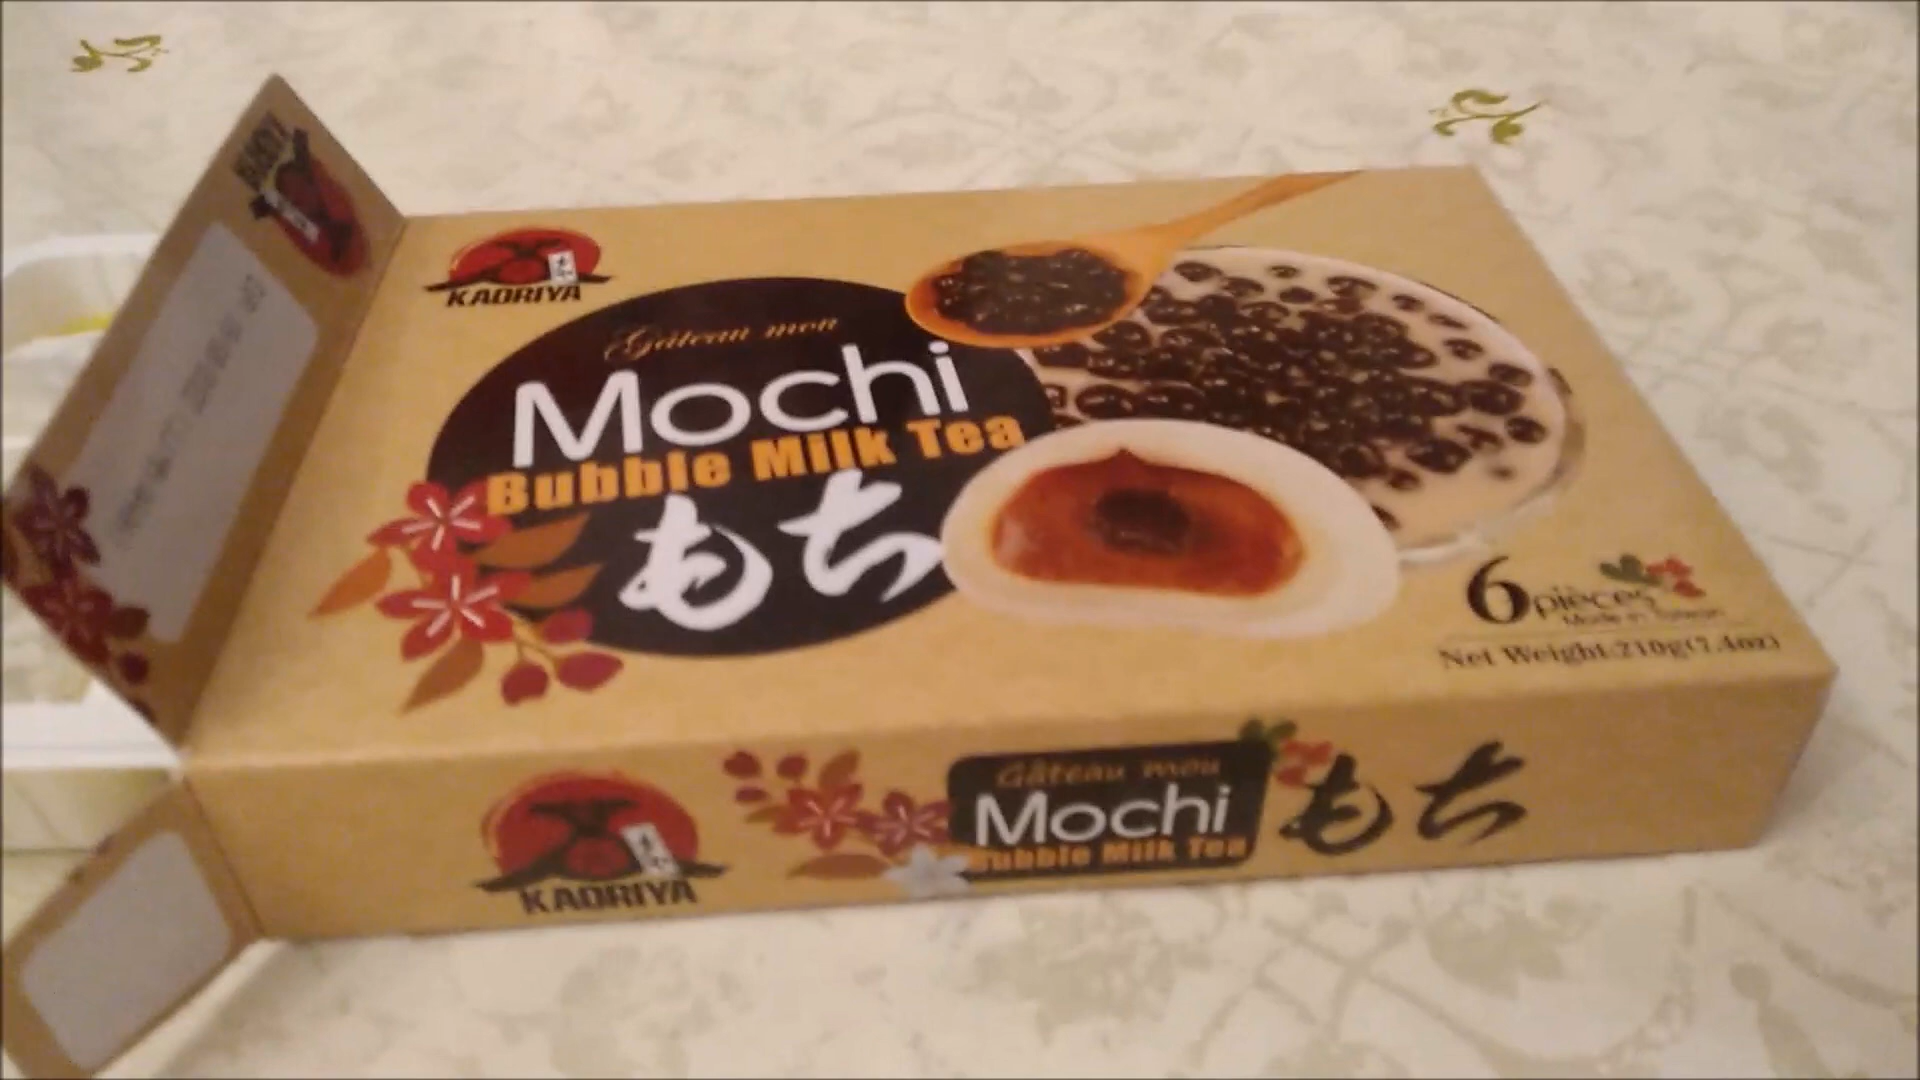 KAORIYA
Gâteau mou
Mochi
Bubble Milk Tea
もち
6 pièces
Made in Taiwan
Net Weight:210g(7.4oz)
KAORIYA
Gâteau mou
Mochi
Bubble Milk Tea
もち